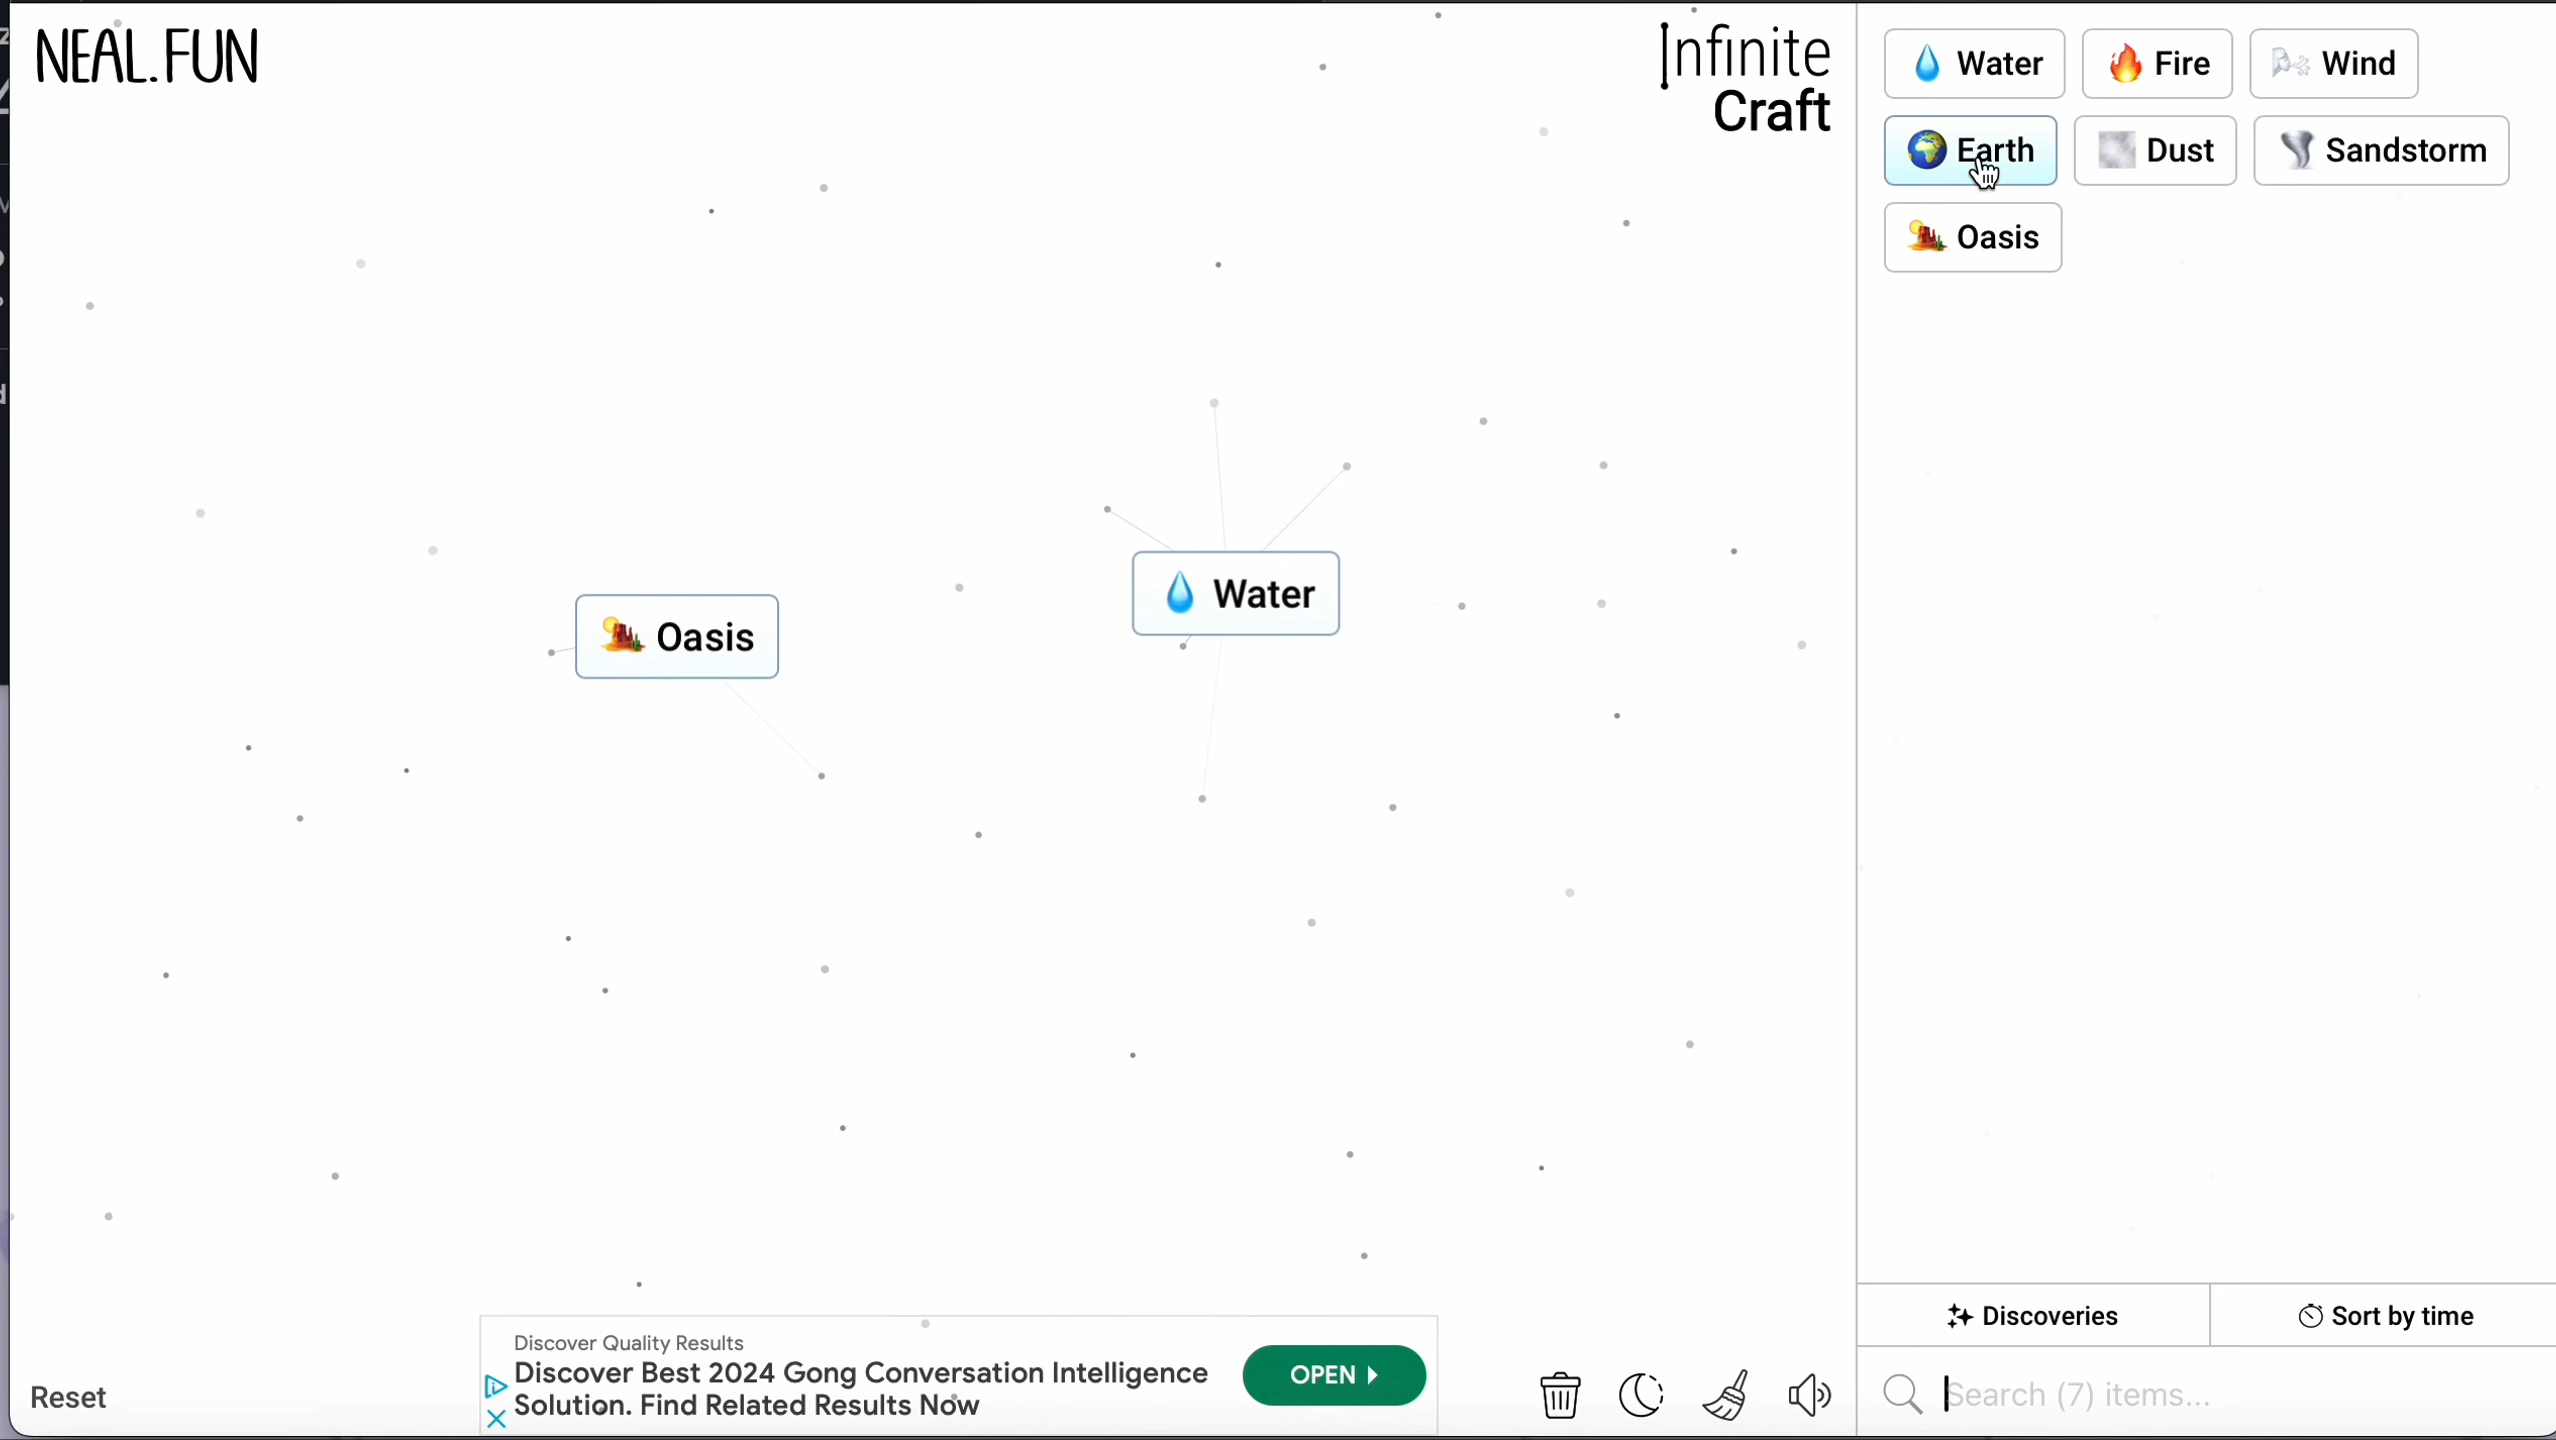 NEAL.FUN
Infinite
Craft
Water
Fire
Wind
Earth
Dust
Sandstorm
Oasis
Oasis
Water
Discoveries
Sort by time
Search (7) items...
Discover Quality Results
Discover Best 2024 Gong Conversation Intelligence
Solution. Find Related Results Now
OPEN
Reset